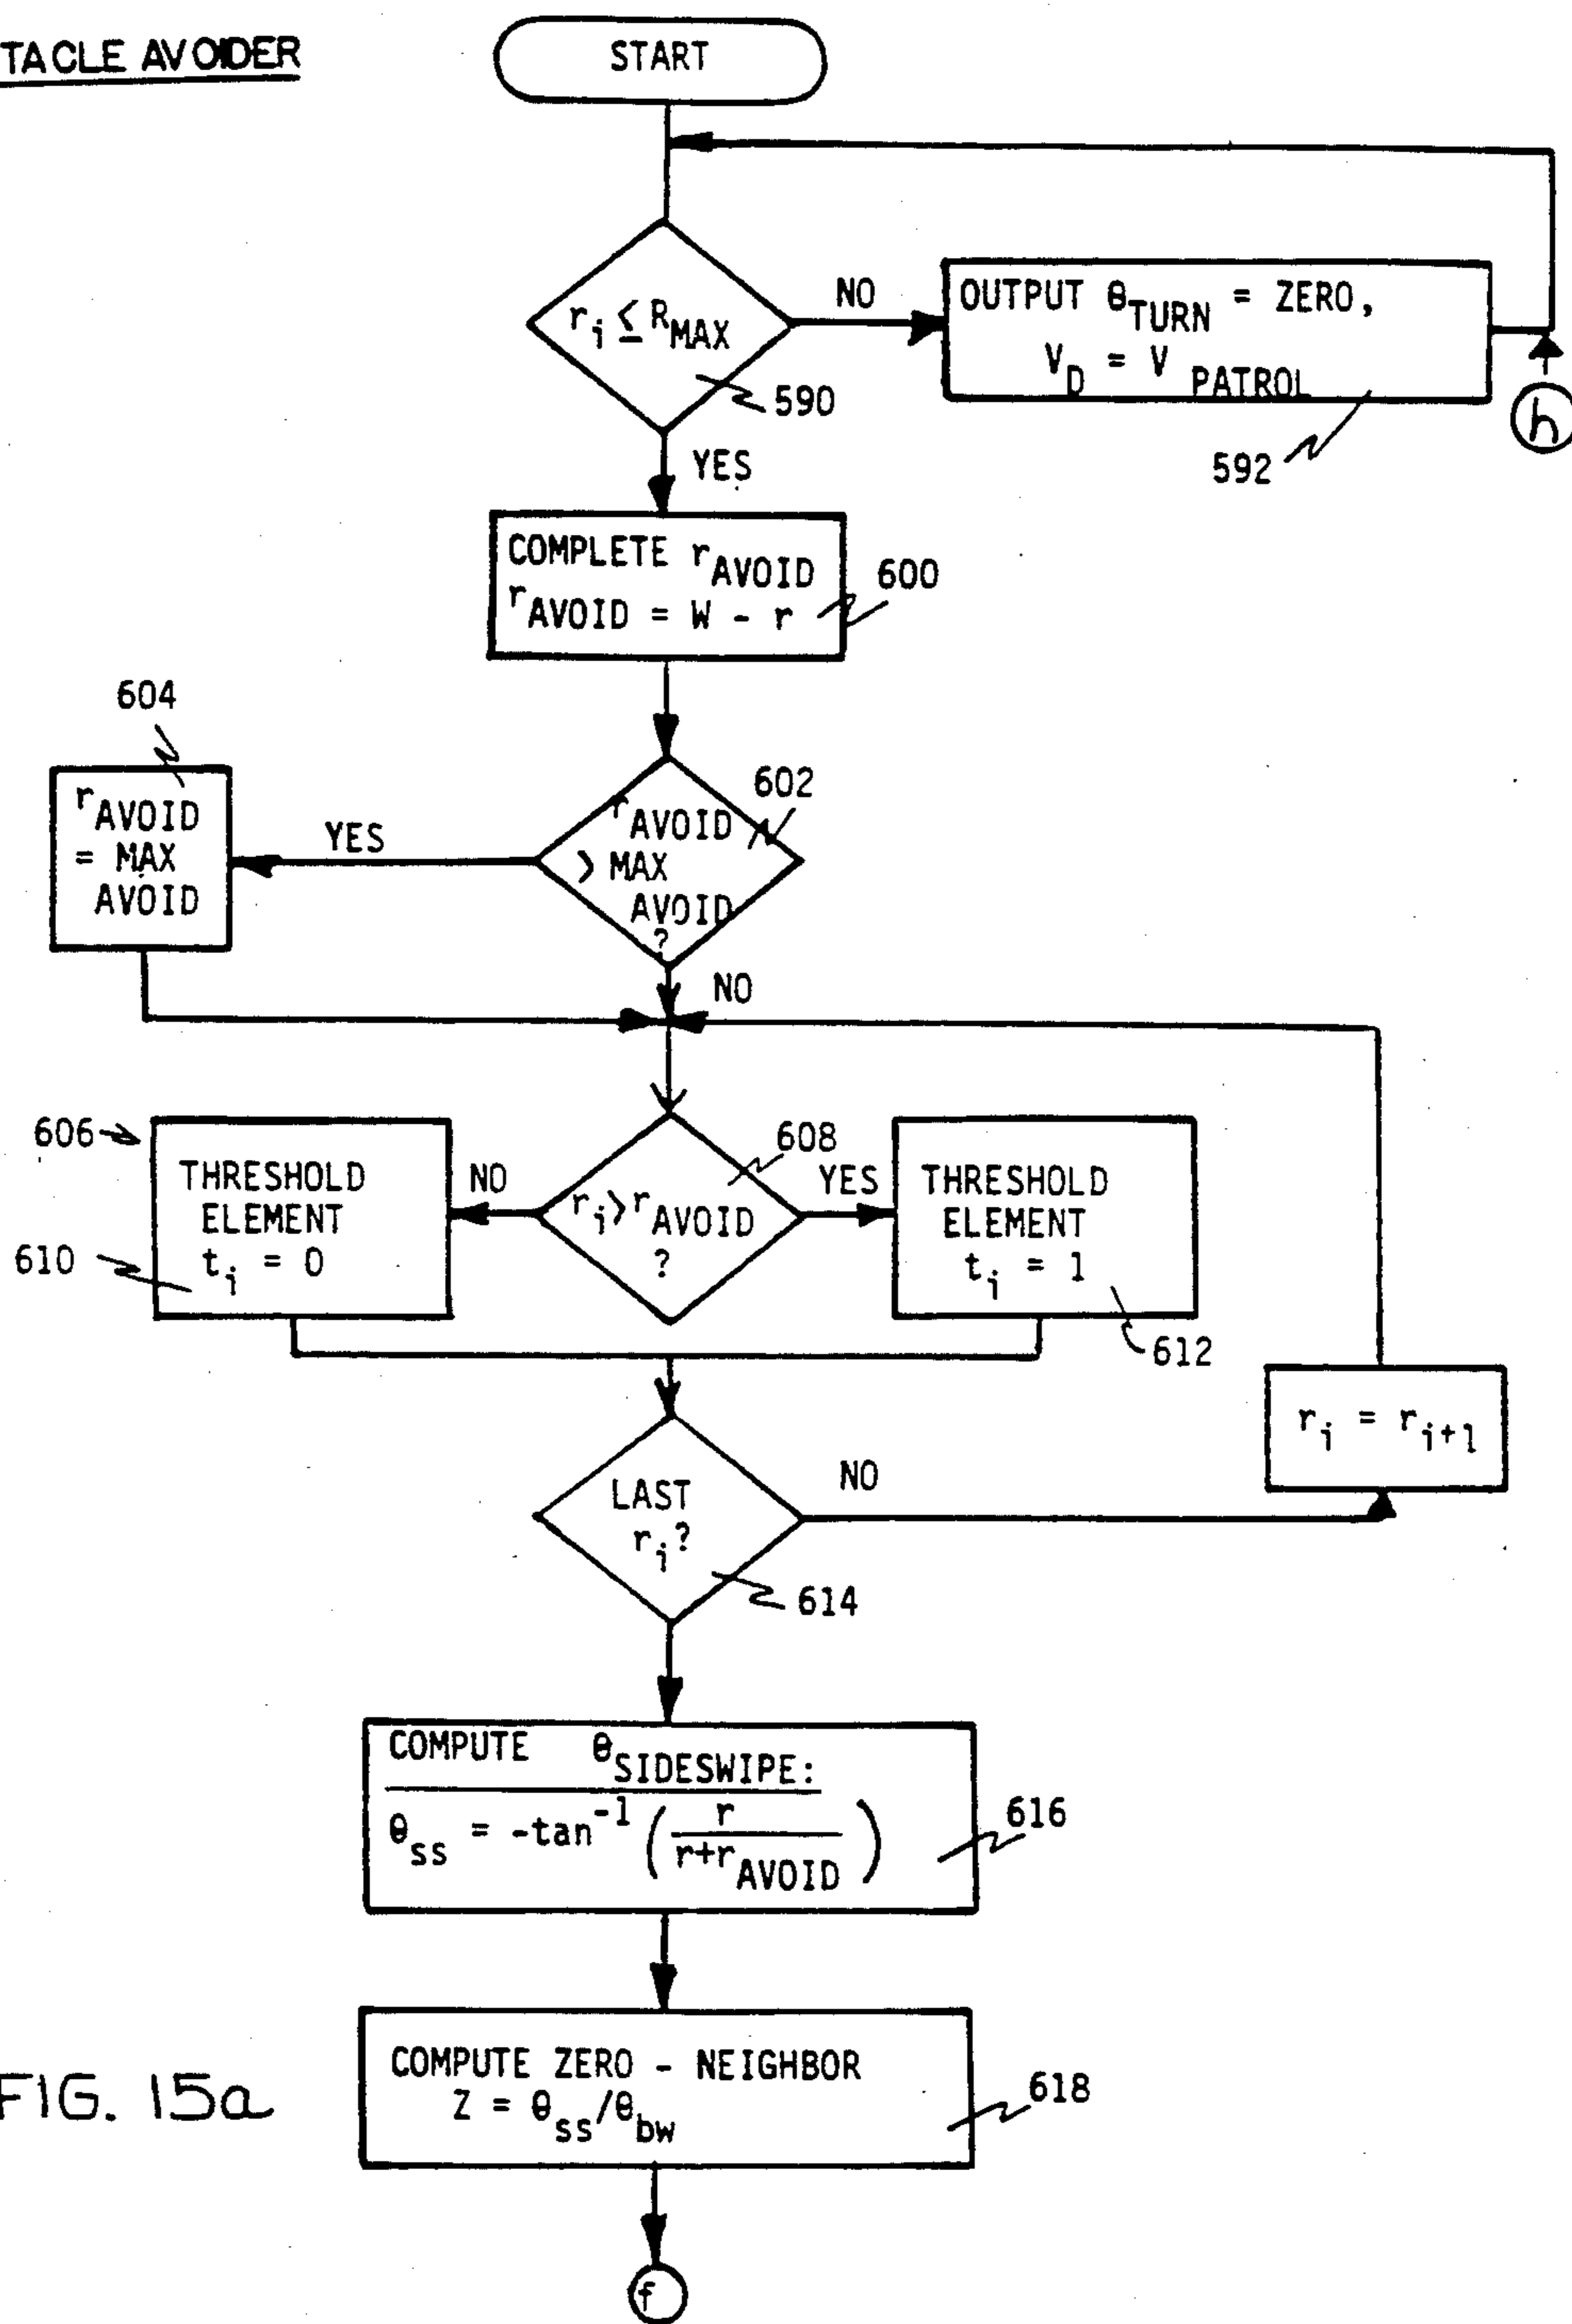 TACLE AVOIDER
START
r_i ≤ R_MAX
590
NO
OUTPUT θ_TURN = ZERO,
V_D = V_PATROL
592
h
YES
COMPLETE r_AVOID
r_AVOID = W - r
600
604
r_AVOID
= MAX
AVOID
YES
602
r_AVOID
> MAX
AVOID
?
NO
606
THRESHOLD
ELEMENT
t_i = 0
610
NO
608
r_i > r_AVOID
?
YES
THRESHOLD
ELEMENT
t_i = 1
612
r_i = r_i+1
LAST
r_i?
NO
614
COMPUTE θ_SIDESWIPE:
θ_ss = -tan^-1 (r / r+r_AVOID)
616
COMPUTE ZERO - NEIGHBOR
Z = θ_ss/θ_bw
618
FIG. 15a
f